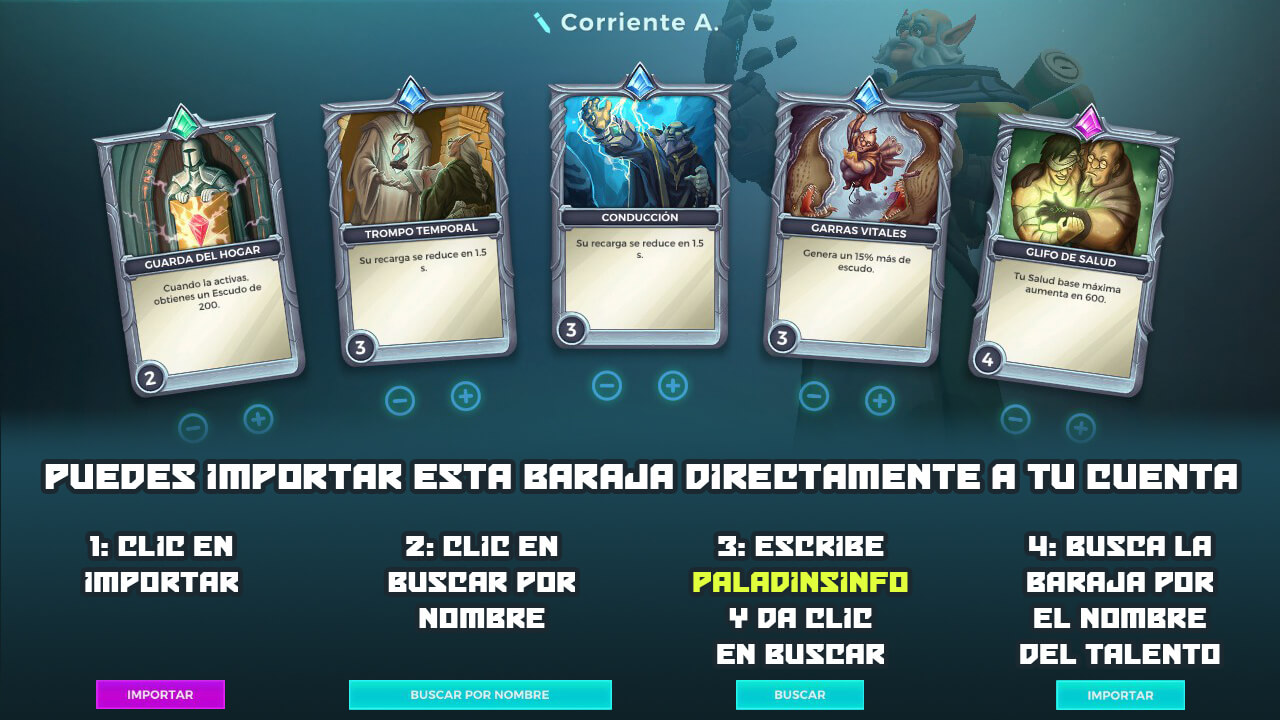 Corriente A.
GUARDA DEL HOGAR
Cuando la activas,
obtienes un Escudo de
200.
2
TROMPO TEMPORAL
Su recarga se reduce en 1.5
s.
3
CONDUCCIÓN
Su recarga se reduce en 1.5
s.
3
GARRAS VITALES
Genera un 15% más de
escudo.
3
GLIFO DE SALUD
Tu Salud base máxima
aumenta en 600.
4
PUEDES IMPORTAR ESTA BARAJA DIRECTAMENTE A TU CUENTA
1: CLIC EN
IMPORTAR
IMPORTAR
2: CLIC EN
BUSCAR POR
NOMBRE
BUSCAR POR NOMBRE
3: ESCRIBE
PALADINSINFO
Y DA CLIC
EN BUSCAR
BUSCAR
4: BUSCA LA
BARAJA POR
EL NOMBRE
DEL TALENTO
IMPORTAR